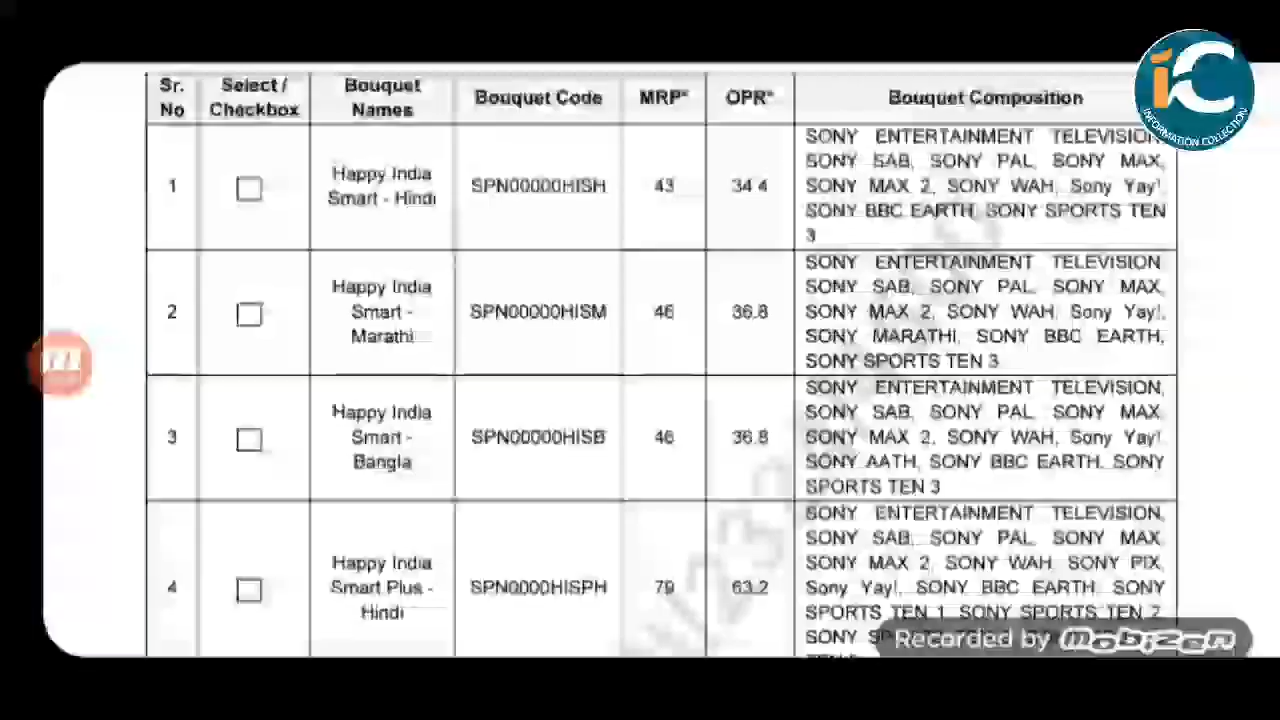 Sr. No
Select / Checkbox
Bouquet Names
Bouquet Code
MRP*
OPR*
Bouquet Composition
1
Happy India
Smart - Hindi
SPN00000HISH
43
34.4
SONY ENTERTAINMENT TELEVISION,
SONY SAB, SONY PAL, SONY MAX,
SONY MAX 2, SONY WAH, Sony Yay!,
SONY BBC EARTH, SONY SPORTS TEN
3
2
Happy India
Smart -
Marathi
SPN00000HISM
46
36.8
SONY ENTERTAINMENT TELEVISION,
SONY SAB, SONY PAL, SONY MAX,
SONY MAX 2, SONY WAH, Sony Yay!,
SONY MARATHI, SONY BBC EARTH,
SONY SPORTS TEN 3
3
Happy India
Smart -
Bangla
SPN00000HISB
46
36.8
SONY ENTERTAINMENT TELEVISION,
SONY SAB, SONY PAL, SONY MAX,
SONY MAX 2, SONY WAH, Sony Yay!,
SONY AATH, SONY BBC EARTH, SONY
SPORTS TEN 3
4
Happy India
Smart Plus -
Hindi
SPN0000HISPH
79
63.2
SONY ENTERTAINMENT TELEVISION,
SONY SAB, SONY PAL, SONY MAX,
SONY MAX 2, SONY WAH, SONY PIX,
Sony Yay!, SONY BBC EARTH, SONY
SPORTS TEN 1, SONY SPORTS TEN 2,
SONY
iC
INFORMATION COLLECTION
Recorded by mobizen